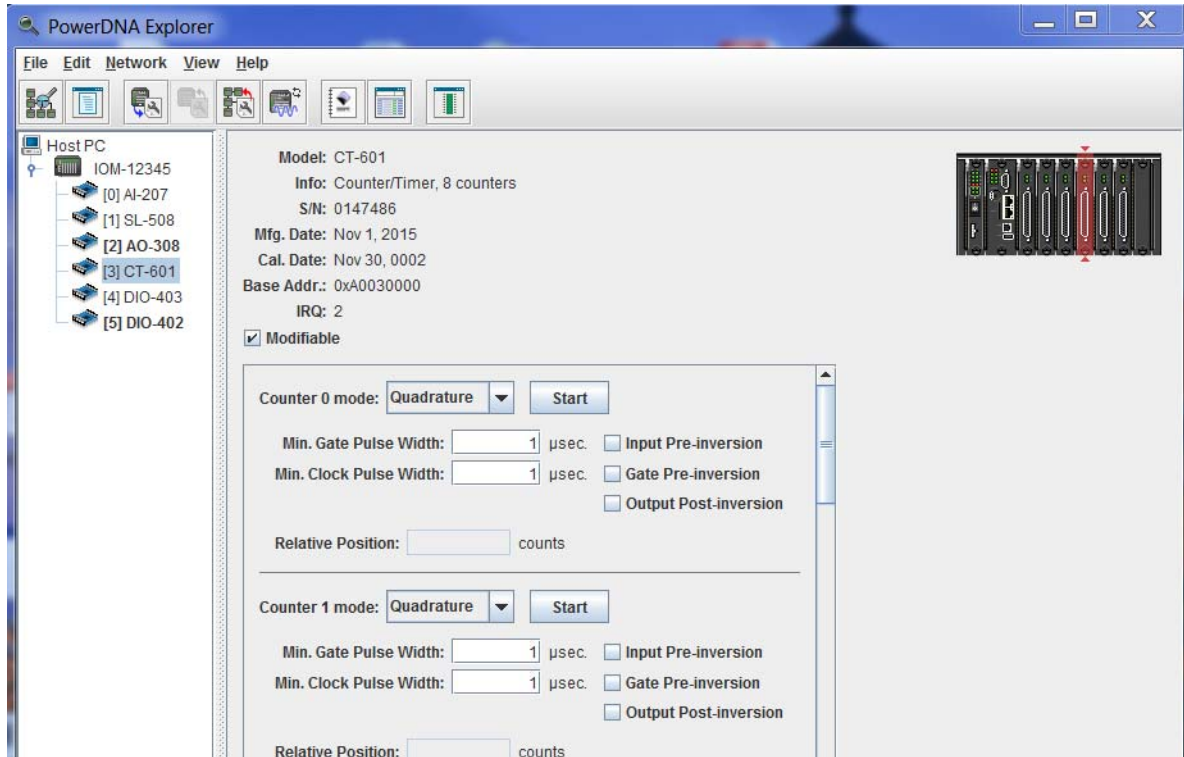 PowerDNA Explorer
File Edit Network View Help
Host PC
IOM-12345
[0] AI-207
[1] SL-508
[2] AO-308
[3] CT-601
[4] DIO-403
[5] DIO-402
Model: CT-601
Info: Counter/Timer, 8 counters
S/N: 0147486
Mfg. Date: Nov 1, 2015
Cal. Date: Nov 30, 0002
Base Addr.: 0xA0030000
IRQ: 2
Modifiable
Counter 0 mode: Quadrature Start
Min. Gate Pulse Width: 1 µsec. Input Pre-inversion
Min. Clock Pulse Width: 1 µsec. Gate Pre-inversion
Output Post-inversion
Relative Position: counts
Counter 1 mode: Quadrature Start
Min. Gate Pulse Width: 1 µsec. Input Pre-inversion
Min. Clock Pulse Width: 1 µsec. Gate Pre-inversion
Output Post-inversion
Relative Position: counts